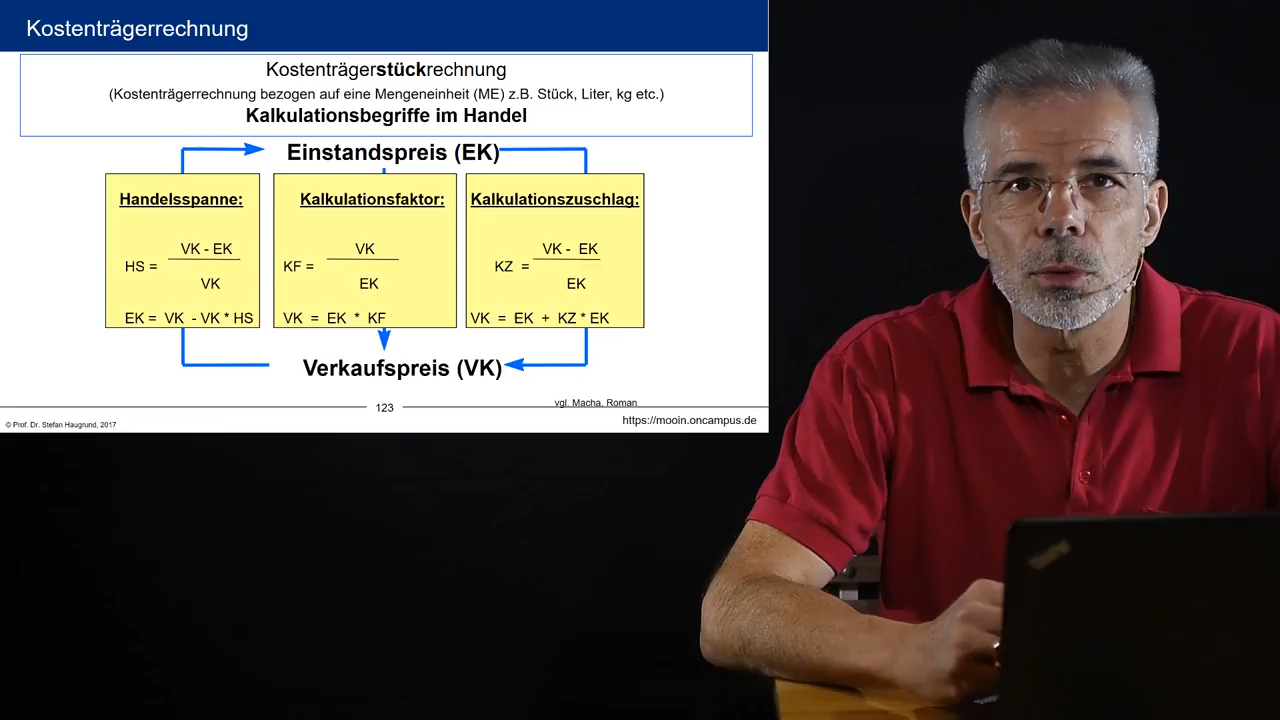 Kostenträgerrechnung
Kostenträgerstückrechnung
(Kostenträgerrechnung bezogen auf eine Mengeneinheit (ME) z.B. Stück, Liter, kg etc.)
Kalkulationsbegriffe im Handel
Einstandspreis (EK)
Handelsspanne:
VK - EK
HS =
VK
EK = VK - VK * HS
Kalkulationsfaktor:
VK
KF =
EK
VK = EK * KF
Kalkulationszuschlag:
VK - EK
KZ =
EK
VK = EK + KZ * EK
Verkaufspreis (VK)
vgl. Macha, Roman
123
© Prof. Dr. Stefan Haugrund, 2017
https://mooin.oncampus.de